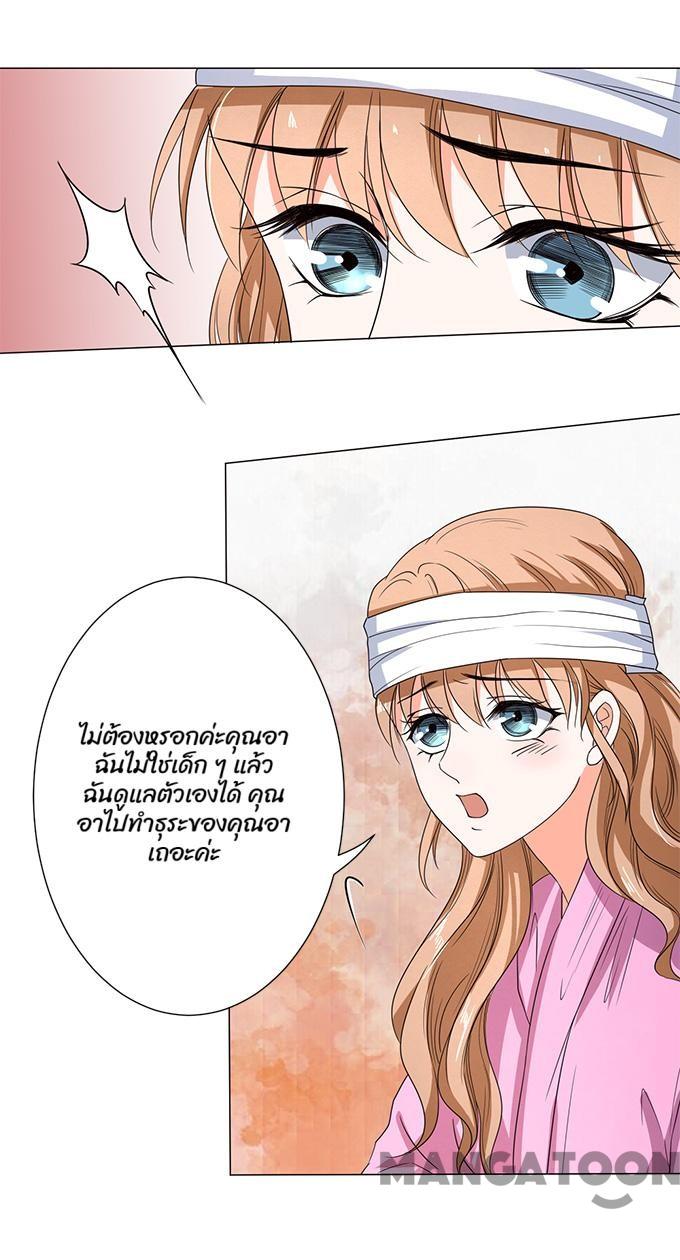 ไม่ต้องหรอกค่ะคุณอา
ฉันไม่ใช่เด็ก ๆ แล้ว
ฉันดูแลตัวเองได้ คุณ
อาไปทำธุระของคุณอา
เถอะค่ะ
MANGATOON